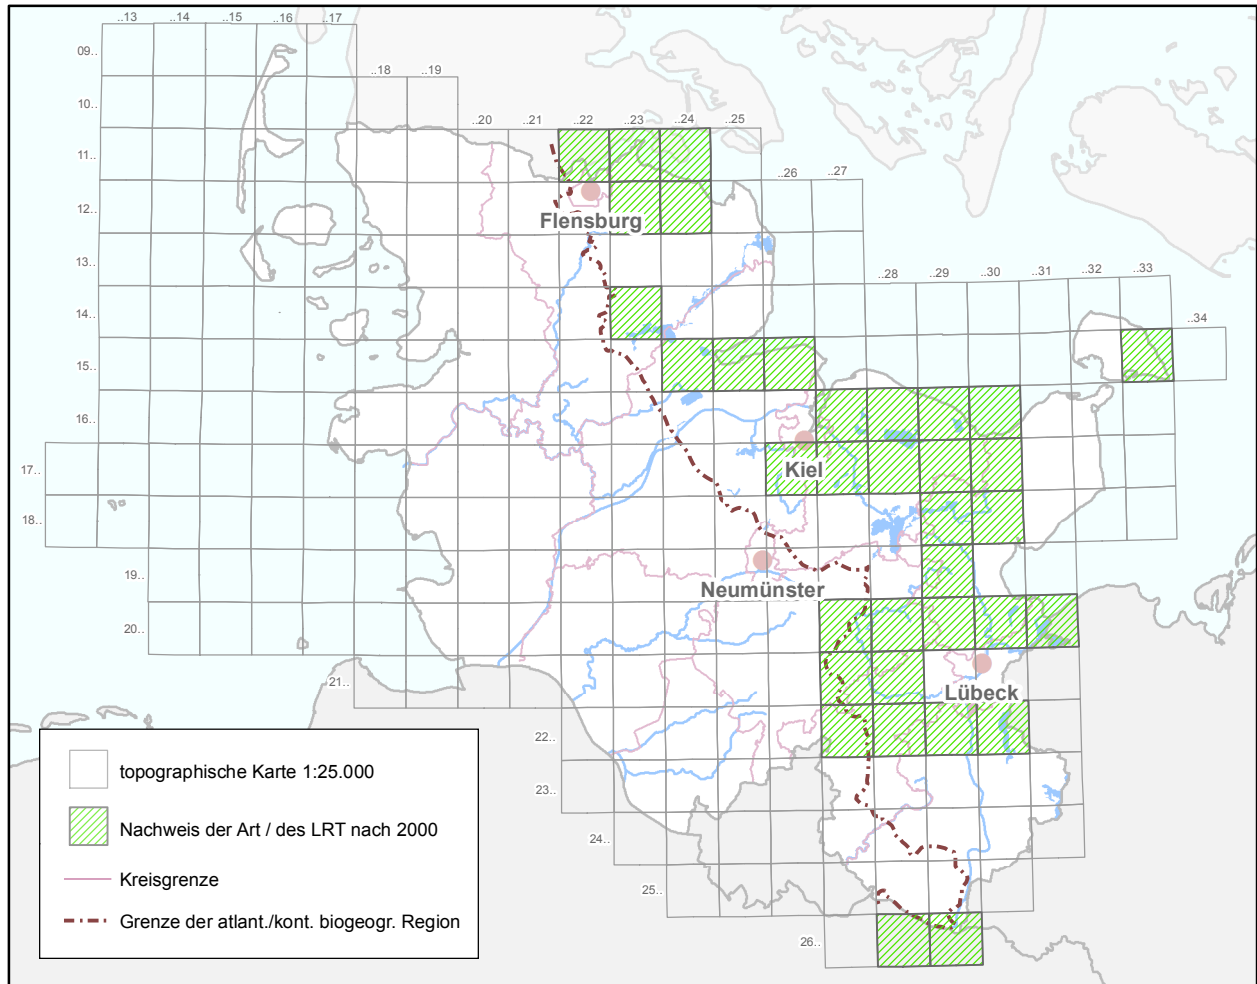 ..13 ..14 ..15 ..16 ..17
09..
..18 ..19
10..
..20 ..21 ..22 ..23 ..24 ..25
11..
..26 ..27
12..
Flensburg
13..
..28 ..29 ..30 ..31 ..32 ..33
14..
..34
15..
16..
17..
Kiel
18..
19..
Neumünster
20..
21..
Lübeck
22..
topographische Karte 1:25.000
23..
Nachweis der Art / des LRT nach 2000
24..
Kreisgrenze
25..
Grenze der atlant./kont. biogeogr. Region
26..